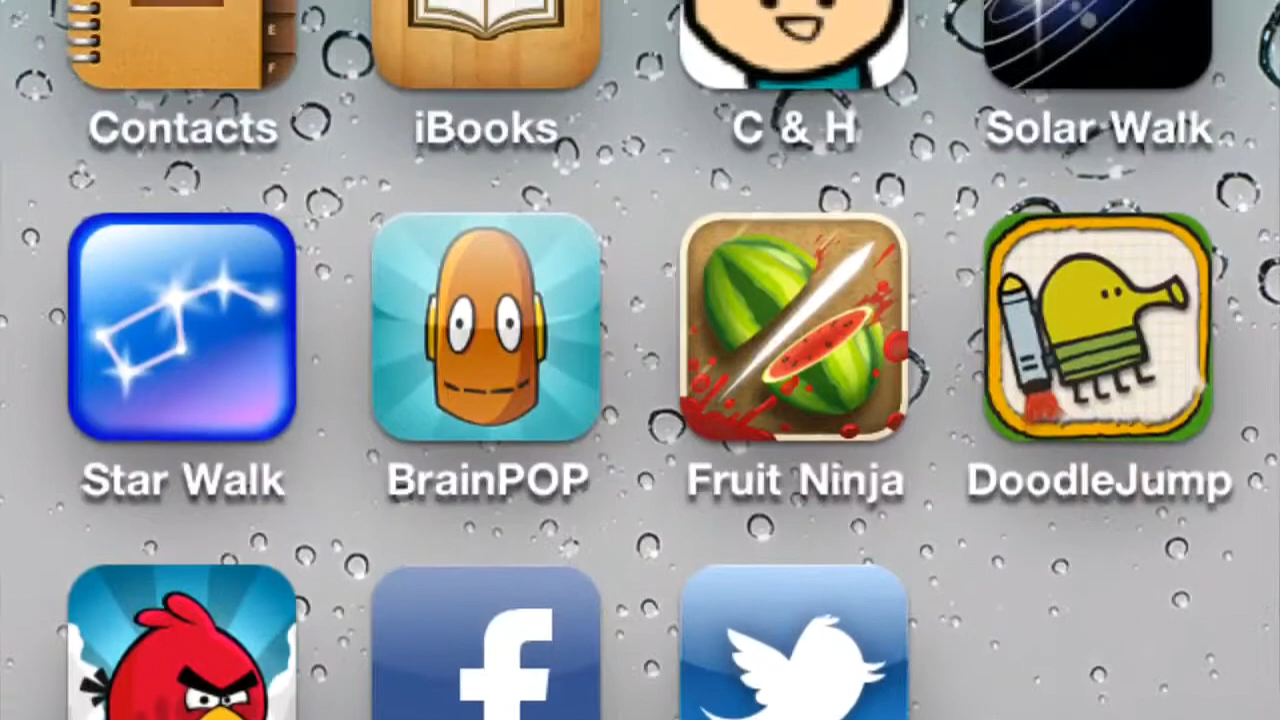 E
F
Contacts
iBooks
C & H
Solar Walk
Star Walk
BrainPOP
Fruit Ninja
DoodleJump
f